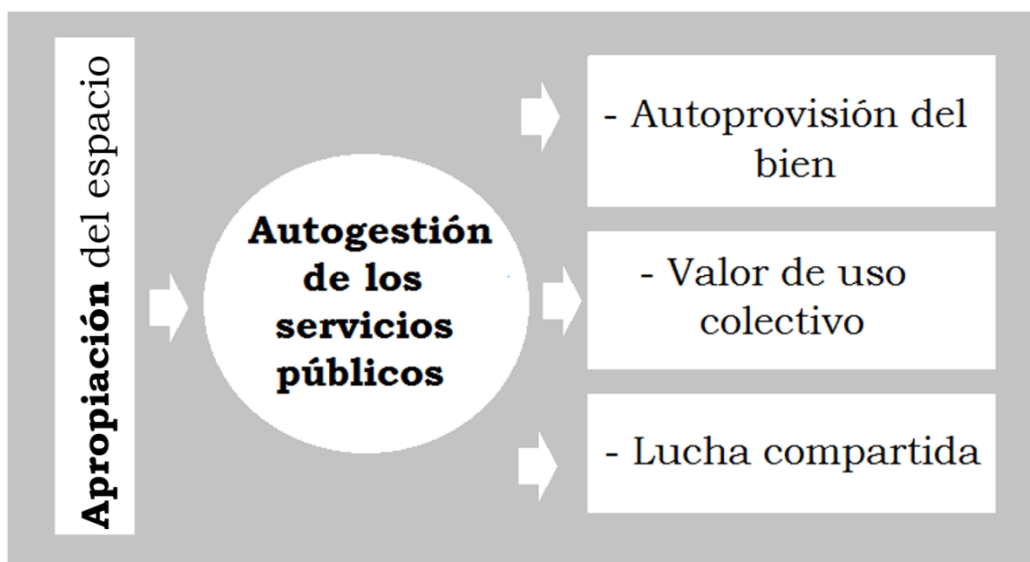 Apropiación del espacio
Autogestión
de los
servicios
públicos
- Autoprovisión del
bien
- Valor de uso
colectivo
- Lucha compartida